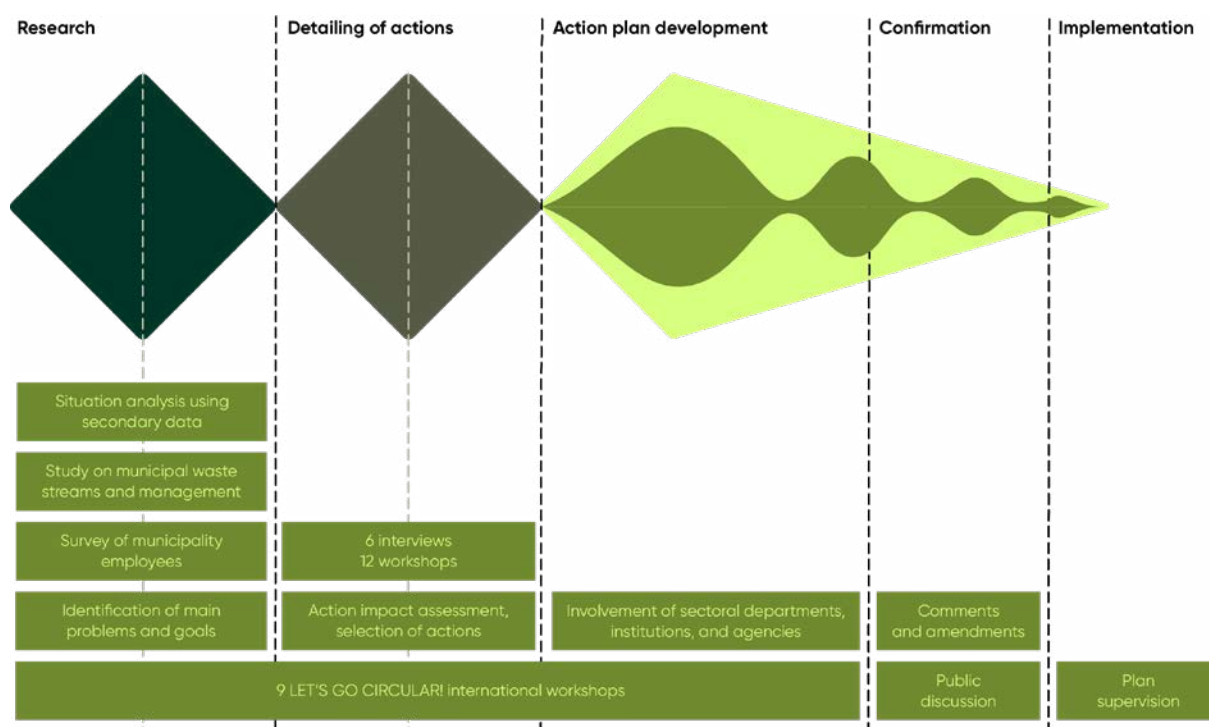 Research
Detailing of actions
Action plan development
Confirmation
Implementation
Situation analysis using
secondary data
Study on municipal waste
streams and management
Survey of municipality
employees
6 interviews
12 workshops
Identification of main
problems and goals
Action impact assessment,
selection of actions
Involvement of sectoral departments,
institutions, and agencies
Comments
and amendments
9 LET'S GO CIRCULAR! international workshops
Public
discussion
Plan
supervision